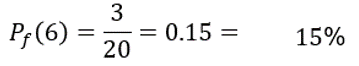 P_f(6) = 3/20 = 0.15 = 15%